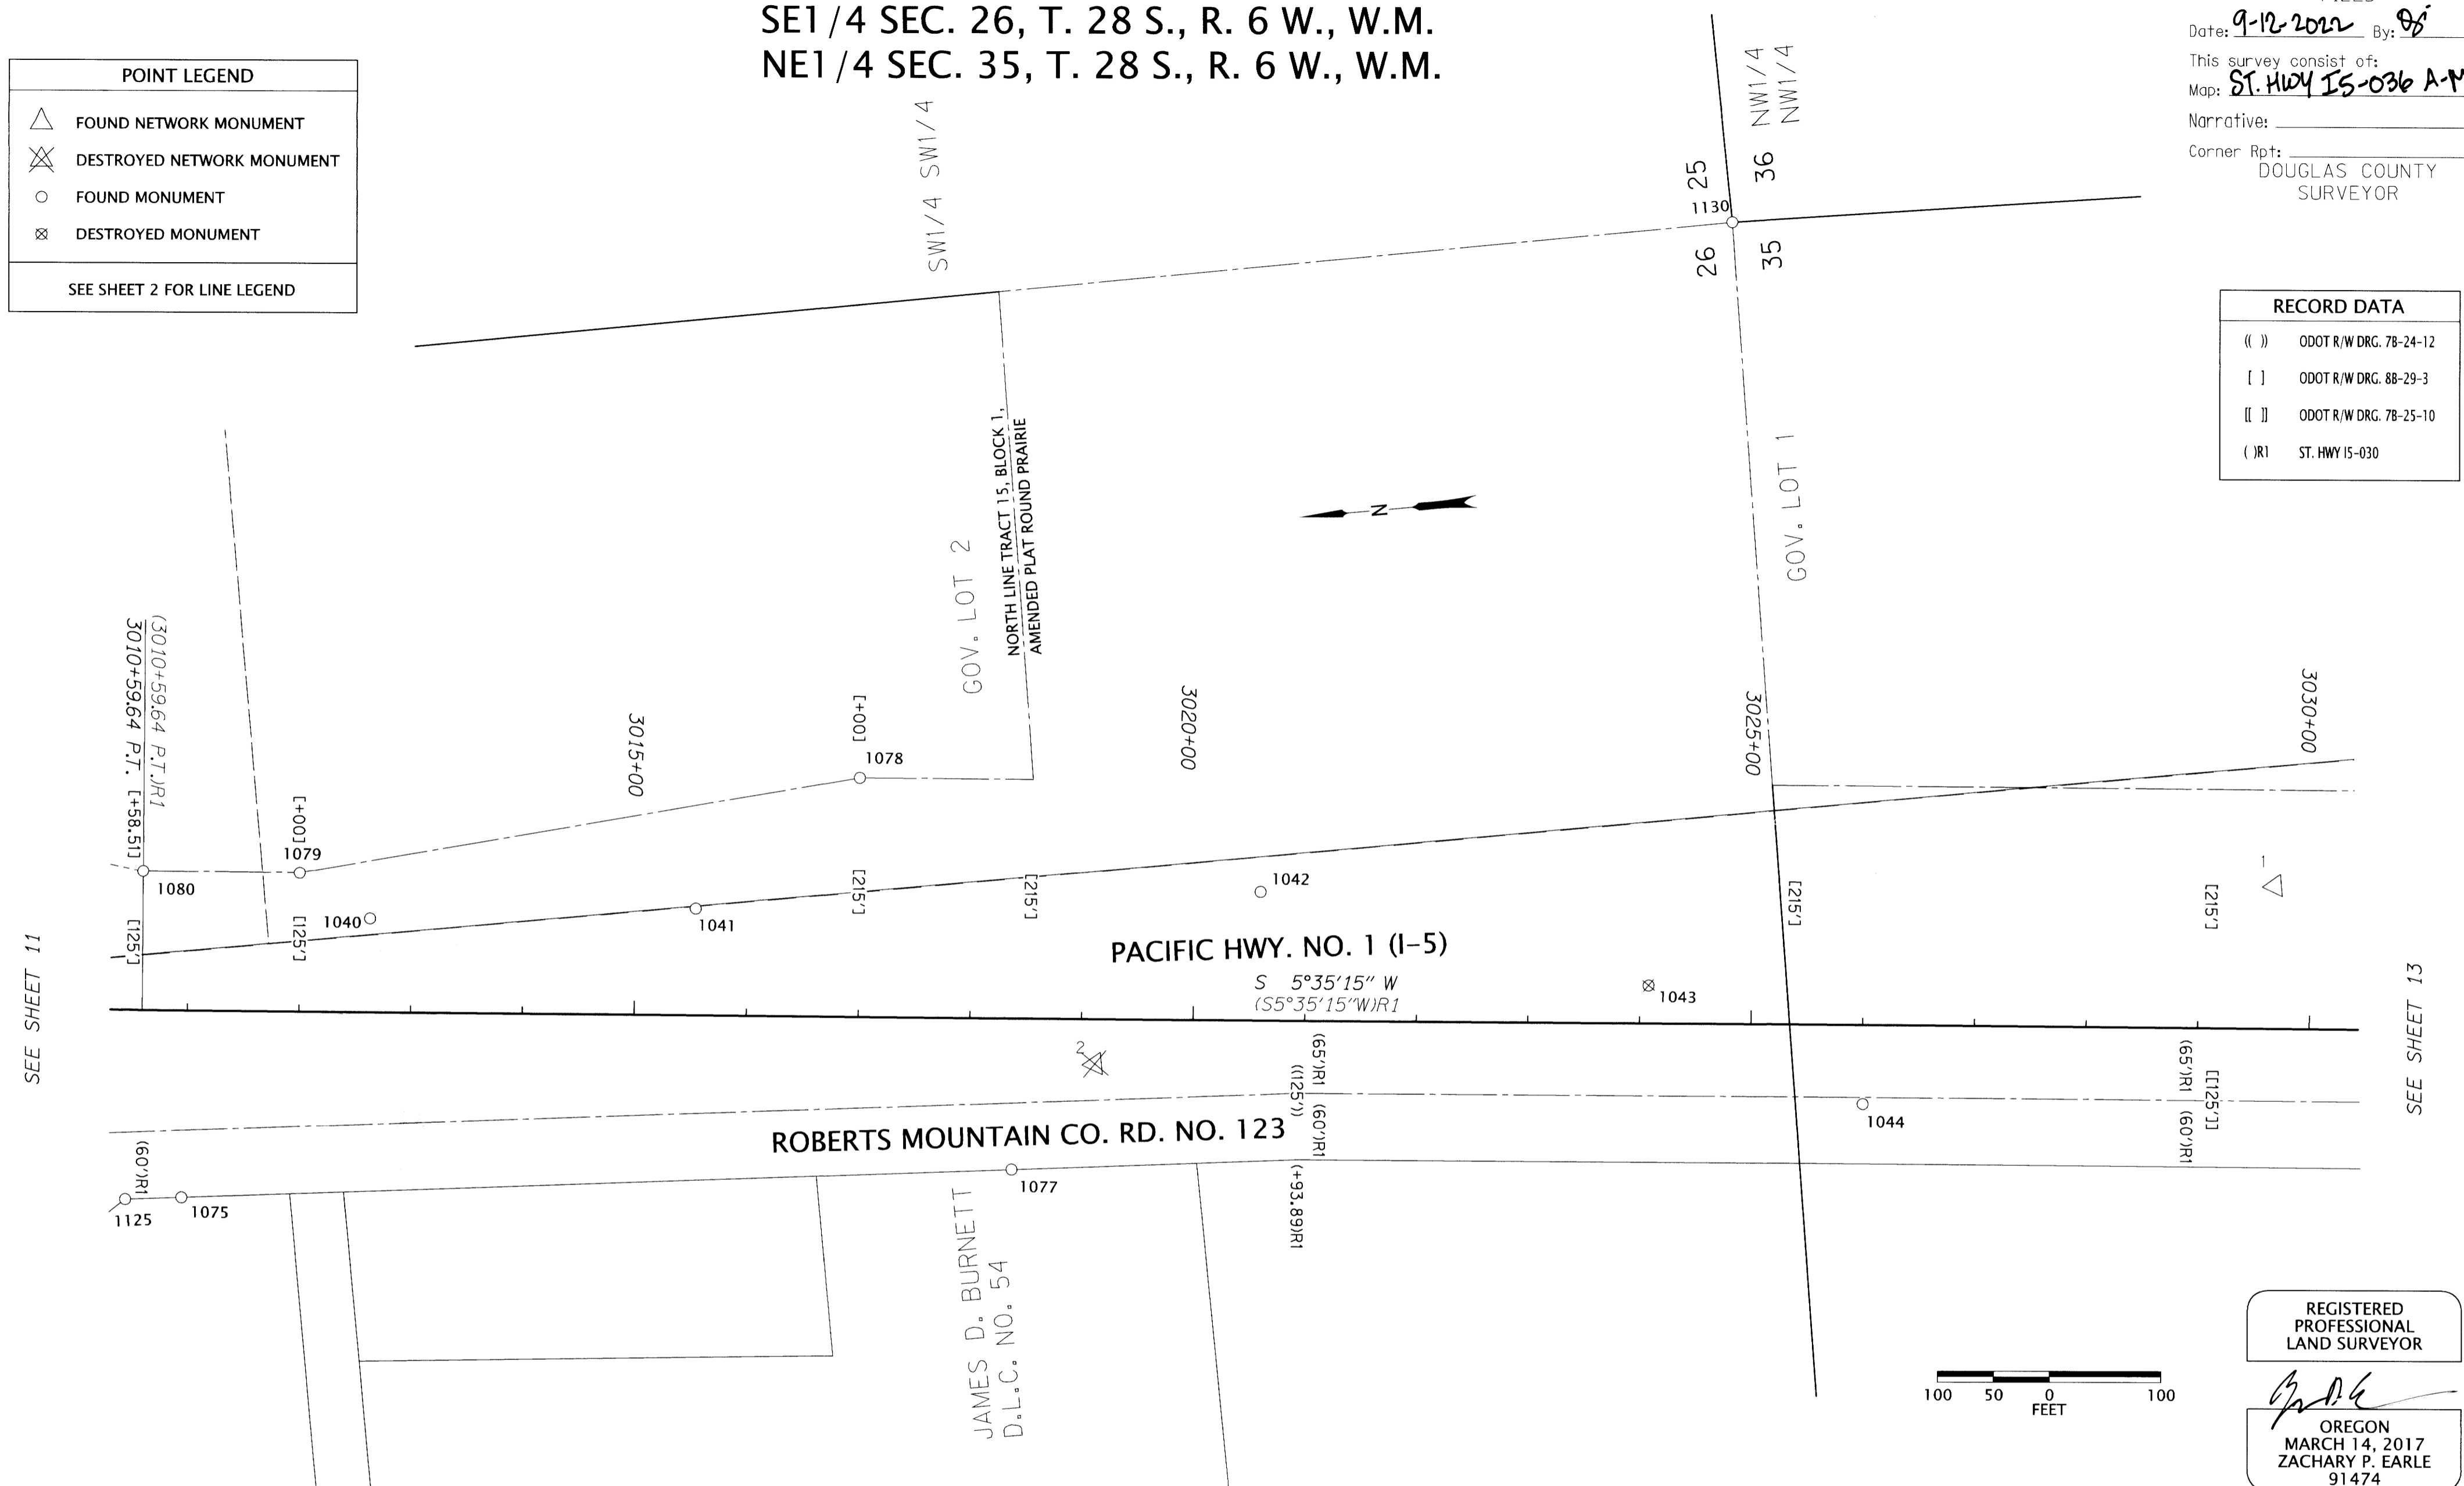 SE1/4 SEC. 26, T. 28 S., R. 6 W., W.M.
NE1/4 SEC. 35, T. 28 S., R. 6 W., W.M.
POINT LEGEND
FOUND NETWORK MONUMENT
DESTROYED NETWORK MONUMENT
FOUND MONUMENT
DESTROYED MONUMENT
SEE SHEET 2 FOR LINE LEGEND
Date: 9-12-2022 By:
This survey consist of:
Map: ST. HWY I5-036 A-M
Narrative:
Corner Rpt:
DOUGLAS COUNTY
SURVEYOR
RECORD DATA
(( )) ODOT R/W DRG. 7B-24-12
[ ] ODOT R/W DRG. 8B-29-3
[[ ]] ODOT R/W DRG. 7B-25-10
( )R1 ST. HWY I5-030
SW1/4 SW1/4
NW1/4
NW1/4
25
36
1130
26
35
GOV. LOT 2
NORTH LINE TRACT 15, BLOCK 1,
AMENDED PLAT ROUND PRAIRIE
N
GOV. LOT 1
(3010+59.64 P.T.)R1
3010+59.64 P.T. [+58.51]
[+00]
1079
3015+00
[+00]
1078
3020+00
3025+00
3030+00
1080
[125']
[125']
1040
1041
[215']
[215']
1042
[215']
[215']
1
PACIFIC HWY. NO. 1 (I-5)
S 5°35'15" W
(S5°35'15"W)R1
1043
SEE SHEET 11
SEE SHEET 13
2
(65')R1 (60')R1
((125'))
(+93.89)R1
(65')R1 (60')R1
[[125']]
1044
ROBERTS MOUNTAIN CO. RD. NO. 123
(60')R1
1125
1075
1077
JAMES D. BURNETT
D.L.C. NO. 54
100 50 0 100
FEET
REGISTERED
PROFESSIONAL
LAND SURVEYOR
OREGON
MARCH 14, 2017
ZACHARY P. EARLE
91474